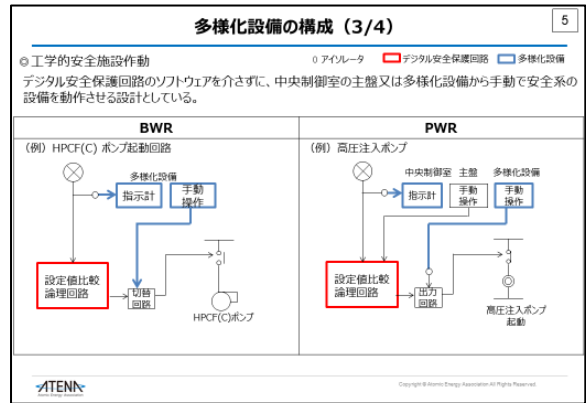 多様化設備の構成（3/4）
5
◎工学的安全施設作動
○ アイソレータ デジタル安全保護回路 多様化設備
デジタル安全保護回路のソフトウェアを介さずに、中央制御室の主盤又は多様化設備から手動で安全系の
設備を動作させる設計としている。
BWR
（例）HPCF(C) ポンプ起動回路
多様化設備
指示計
手動
操作
設定値比較
論理回路
切替
回路
HPCF(C)ポンプ
PWR
（例）高圧注入ポンプ
中央制御室 主盤 多様化設備
指示計
手動
操作
手動
操作
設定値比較
論理回路
出力
回路
高圧注入ポンプ
起動
ATENA
Atomic Energy Association
Copyright © Atomic Energy Association All Rights Reserved.